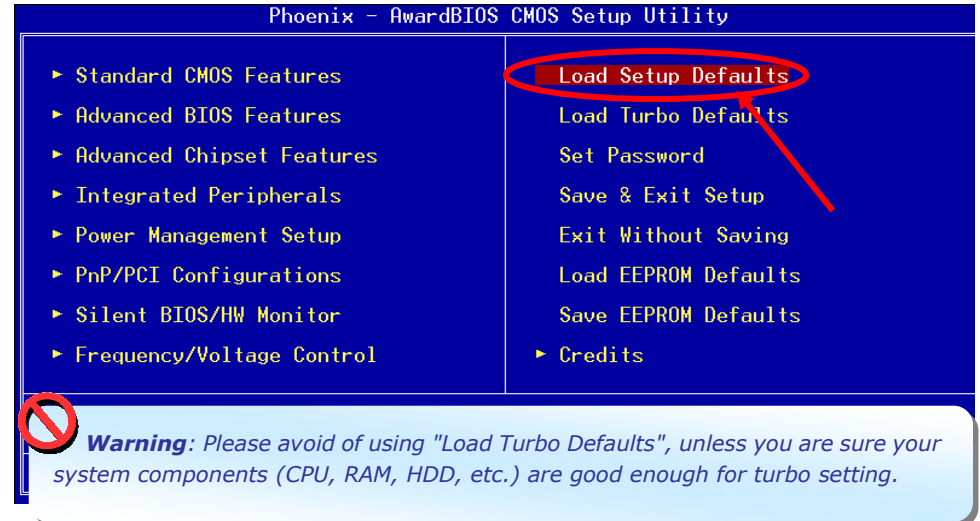 Phoenix - AwardBIOS CMOS Setup Utility
► Standard CMOS Features
► Advanced BIOS Features
► Advanced Chipset Features
► Integrated Peripherals
► Power Management Setup
► PnP/PCI Configurations
► Silent BIOS/HW Monitor
► Frequency/Voltage Control
Load Setup Defaults
Load Turbo Defaults
Set Password
Save & Exit Setup
Exit Without Saving
Load EEPROM Defaults
Save EEPROM Defaults
► Credits
Warning: Please avoid of using "Load Turbo Defaults", unless you are sure your
system components (CPU, RAM, HDD, etc.) are good enough for turbo setting.